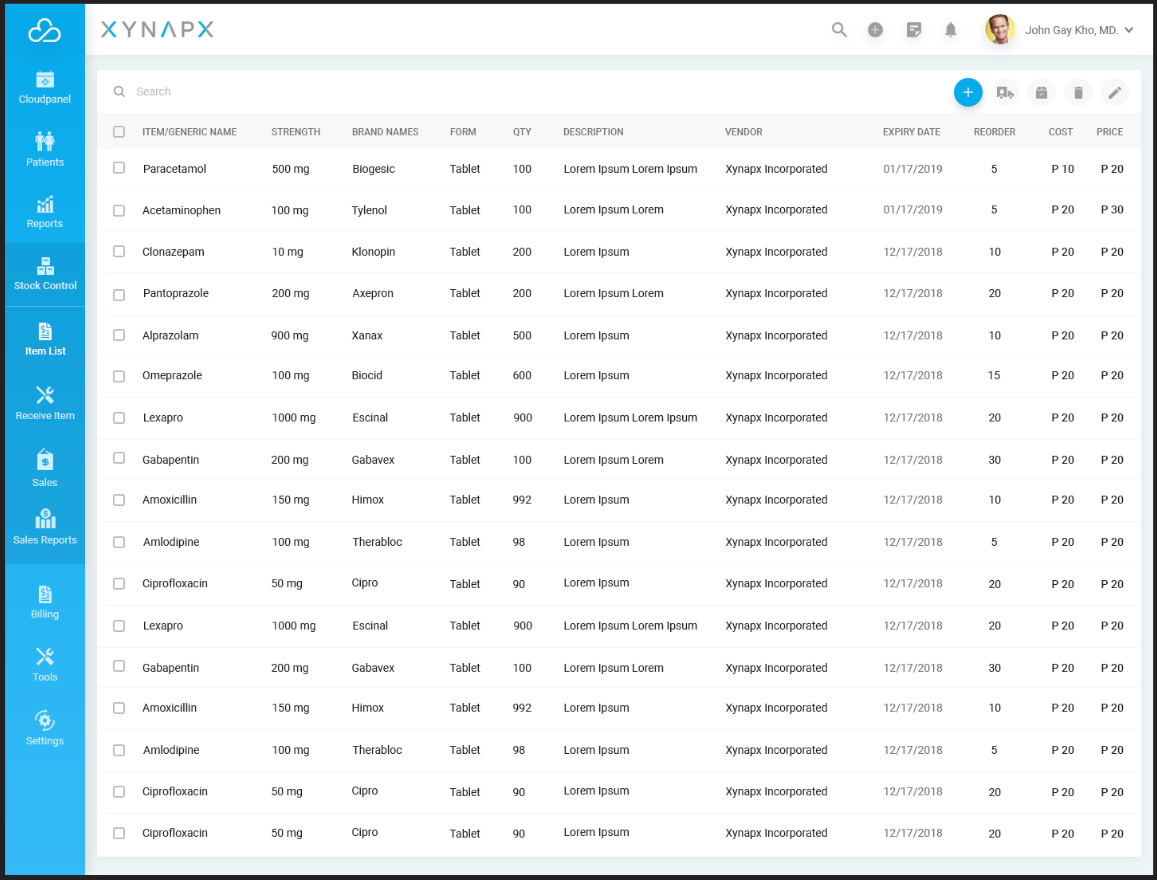 XYNAPX
John Gay Kho, MD.
Cloudpanel
Patients
Reports
Stock Control
Item List
Receive Item
Sales
Sales Reports
Billing
Tools
Settings
Search
ITEM/GENERIC NAME STRENGTH BRAND NAMES FORM QTY DESCRIPTION VENDOR EXPIRY DATE REORDER COST PRICE
Paracetamol 500 mg Biogesic Tablet 100 Lorem Ipsum Lorem Ipsum Xynapx Incorporated 01/17/2019 5 P 10 P 20
Acetaminophen 100 mg Tylenol Tablet 100 Lorem Ipsum Lorem Xynapx Incorporated 01/17/2019 5 P 20 P 30
Clonazepam 10 mg Klonopin Tablet 200 Lorem Ipsum Xynapx Incorporated 12/17/2018 10 P 20 P 20
Pantoprazole 200 mg Axepron Tablet 200 Lorem Ipsum Lorem Xynapx Incorporated 12/17/2018 20 P 20 P 20
Alprazolam 900 mg Xanax Tablet 500 Lorem Ipsum Xynapx Incorporated 12/17/2018 10 P 20 P 20
Omeprazole 100 mg Biocid Tablet 600 Lorem Ipsum Xynapx Incorporated 12/17/2018 15 P 20 P 20
Lexapro 1000 mg Escinal Tablet 900 Lorem Ipsum Lorem Ipsum Xynapx Incorporated 12/17/2018 20 P 20 P 20
Gabapentin 200 mg Gabavex Tablet 100 Lorem Ipsum Lorem Xynapx Incorporated 12/17/2018 30 P 20 P 20
Amoxicillin 150 mg Himox Tablet 992 Lorem Ipsum Xynapx Incorporated 12/17/2018 10 P 20 P 20
Amlodipine 100 mg Therabloc Tablet 98 Lorem Ipsum Xynapx Incorporated 12/17/2018 5 P 20 P 20
Ciprofloxacin 50 mg Cipro Tablet 90 Lorem Ipsum Xynapx Incorporated 12/17/2018 20 P 20 P 20
Lexapro 1000 mg Escinal Tablet 900 Lorem Ipsum Lorem Ipsum Xynapx Incorporated 12/17/2018 20 P 20 P 20
Gabapentin 200 mg Gabavex Tablet 100 Lorem Ipsum Lorem Xynapx Incorporated 12/17/2018 30 P 20 P 20
Amoxicillin 150 mg Himox Tablet 992 Lorem Ipsum Xynapx Incorporated 12/17/2018 10 P 20 P 20
Amlodipine 100 mg Therabloc Tablet 98 Lorem Ipsum Xynapx Incorporated 12/17/2018 5 P 20 P 20
Ciprofloxacin 50 mg Cipro Tablet 90 Lorem Ipsum Xynapx Incorporated 12/17/2018 20 P 20 P 20
Ciprofloxacin 50 mg Cipro Tablet 90 Lorem Ipsum Xynapx Incorporated 12/17/2018 20 P 20 P 20